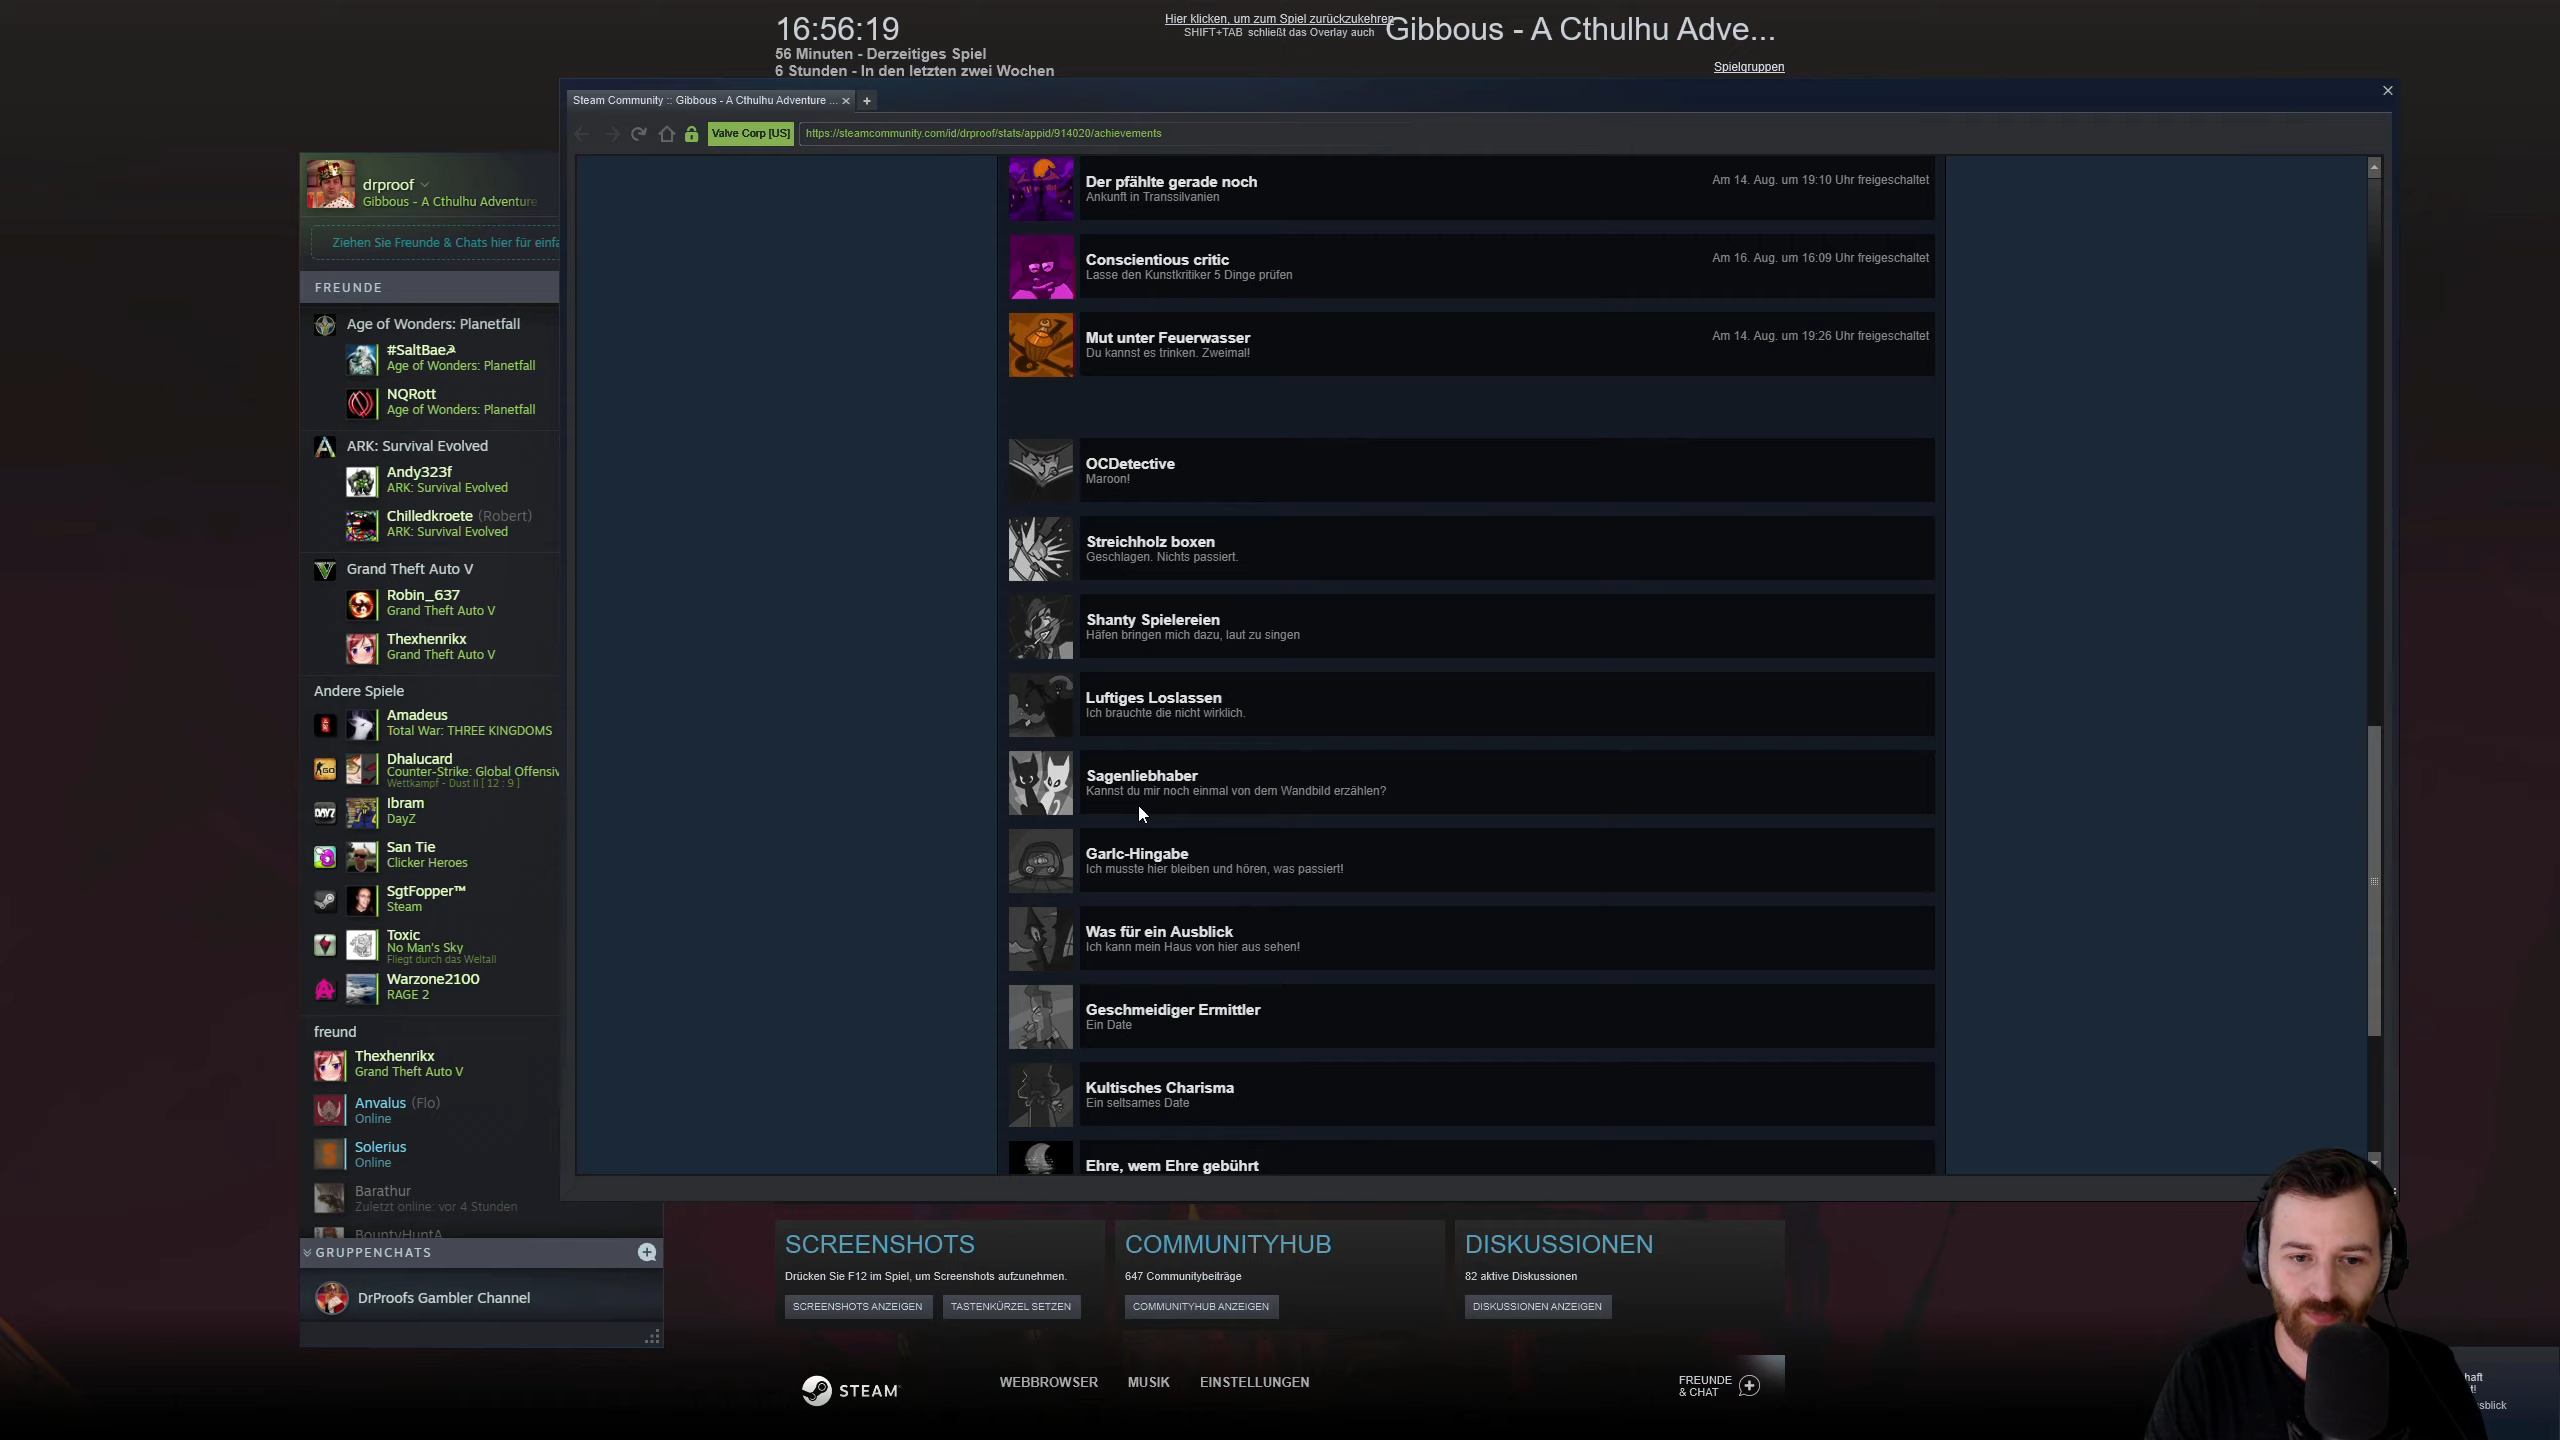 16:56:19
56 Minuten - Derzeitiges Spiel
6 Stunden - In den letzten zwei Wochen
Hier klicken, um zum Spiel zurückzukehren
SHIFT+TAB schließt das Overlay auch
Gibbous - A Cthulhu Adve...
Spielgruppen
Steam Community :: Gibbous - A Cthulhu Adventure ...
Valve Corp [US]
https://steamcommunity.com/id/drproof/stats/appid/914020/achievements
drproof
Gibbous - A Cthulhu Adventure
Ziehen Sie Freunde & Chats hier für einfa
FREUNDE
Age of Wonders: Planetfall
#SaltBae
Age of Wonders: Planetfall
NQRott
Age of Wonders: Planetfall
ARK: Survival Evolved
Andy323f
ARK: Survival Evolved
Chilledkroete (Robert)
ARK: Survival Evolved
Grand Theft Auto V
Robin_637
Grand Theft Auto V
Thexhenrikx
Grand Theft Auto V
Andere Spiele
Amadeus
Total War: THREE KINGDOMS
Dhalucard
Counter-Strike: Global Offensiv
Wettkampf - Dust II [ 12 : 9 ]
Ibram
DayZ
San Tie
Clicker Heroes
SgtFopper™
Steam
Toxic
No Man's Sky
Fliegt durch das Weltall
Warzone2100
RAGE 2
freund
Thexhenrikx
Grand Theft Auto V
Anvalus (Flo)
Online
Solerius
Online
Barathur
Zuletzt online: vor 4 Stunden
BountyHuntA
GRUPPENCHATS
DrProofs Gambler Channel
Der pfählte gerade noch
Ankunft in Transsilvanien
Am 14. Aug. um 19:10 Uhr freigeschaltet
Conscientious critic
Lasse den Kunstkritiker 5 Dinge prüfen
Am 16. Aug. um 16:09 Uhr freigeschaltet
Mut unter Feuerwasser
Du kannst es trinken. Zweimal!
Am 14. Aug. um 19:26 Uhr freigeschaltet
OCDetective
Maroon!
Streichholz boxen
Geschlagen. Nichts passiert.
Shanty Spielereien
Häfen bringen mich dazu, laut zu singen
Luftiges Loslassen
Ich brauchte die nicht wirklich.
Sagenliebhaber
Kannst du mir noch einmal von dem Wandbild erzählen?
Garlc-Hingabe
Ich musste hier bleiben und hören, was passiert!
Was für ein Ausblick
Ich kann mein Haus von hier aus sehen!
Geschmeidiger Ermittler
Ein Date
Kultisches Charisma
Ein seltsames Date
Ehre, wem Ehre gebührt
SCREENSHOTS
Drücken Sie F12 im Spiel, um Screenshots aufzunehmen.
SCREENSHOTS ANZEIGEN
TASTENKÜRZEL SETZEN
COMMUNITYHUB
647 Communitybeiträge
COMMUNITYHUB ANZEIGEN
DISKUSSIONEN
82 aktive Diskussionen
DISKUSSIONEN ANZEIGEN
STEAM
WEBBROWSER
MUSIK
EINSTELLUNGEN
FREUNDE
& CHAT
haft
t!
sblick